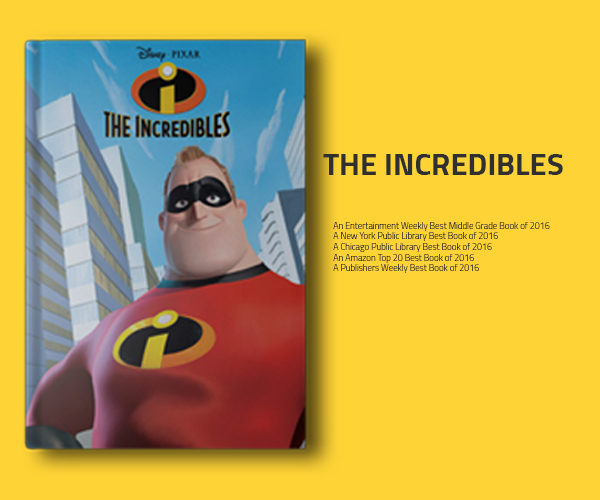 Disney · PIXAR
i
THE INCREDIBLES
i
THE INCREDIBLES
An Entertainment Weekly Best Middle Grade Book of 2016
A New York Public Library Best Book of 2016
A Chicago Public Library Best Book of 2016
An Amazon Top 20 Best Book of 2016
A Publishers Weekly Best Book of 2016